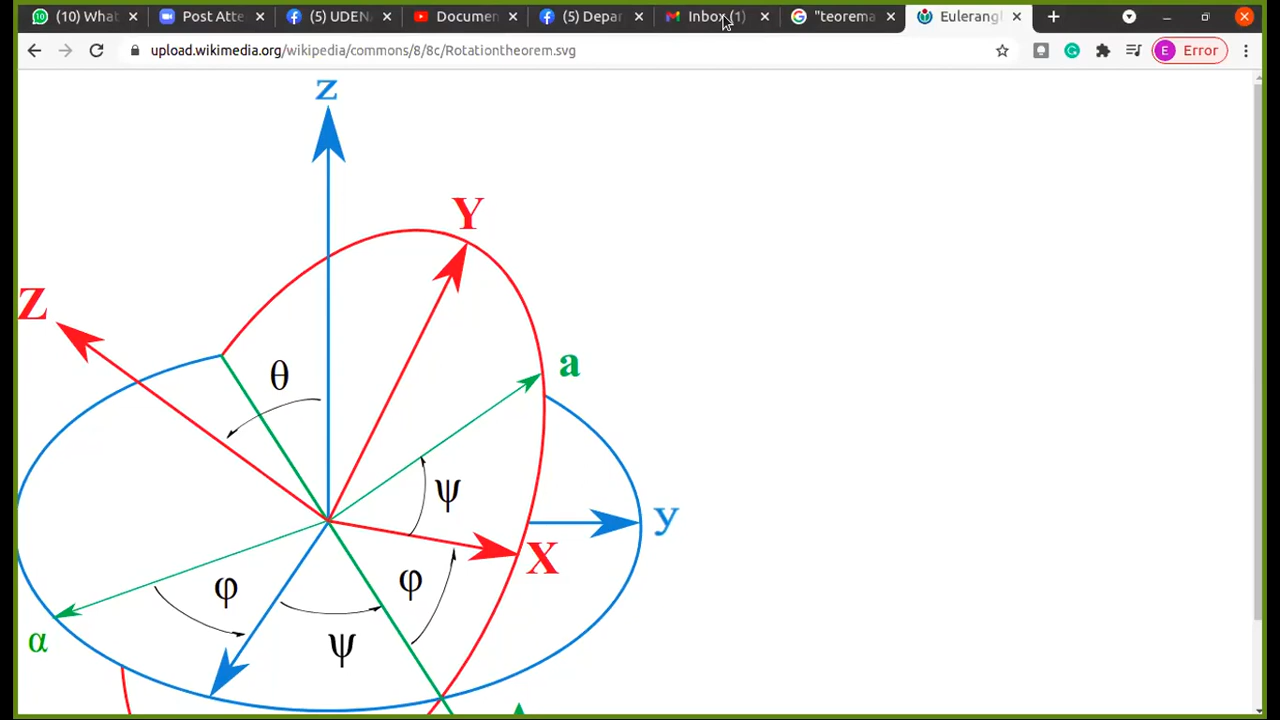 (10) What
Post Atte
(5) UDENA
Documen
(5) Depar
Inbox (1)
"teorema
Eulerangl
upload.wikimedia.org/wikipedia/commons/8/8c/Rotationtheorem.svg
E Error
z
Y
Z
a
θ
ψ
y
X
φ
φ
α
ψ